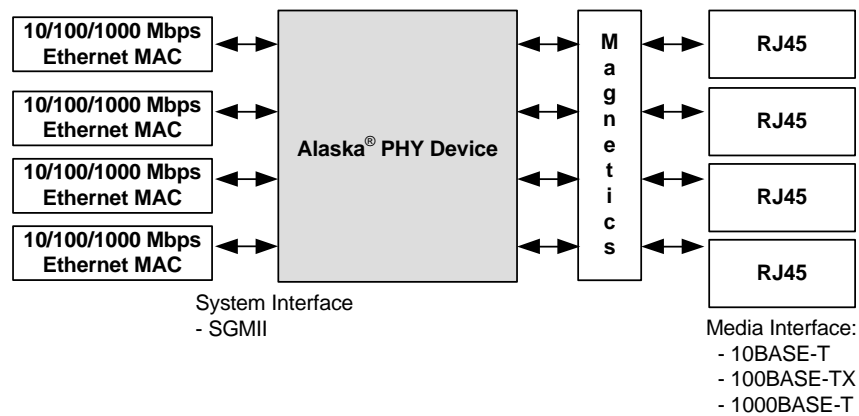 10/100/1000 Mbps
Ethernet MAC
10/100/1000 Mbps
Ethernet MAC
10/100/1000 Mbps
Ethernet MAC
10/100/1000 Mbps
Ethernet MAC
Alaska® PHY Device
Magnetics
RJ45
RJ45
RJ45
RJ45
System Interface
- SGMII
Media Interface:
- 10BASE-T
- 100BASE-TX
- 1000BASE-T